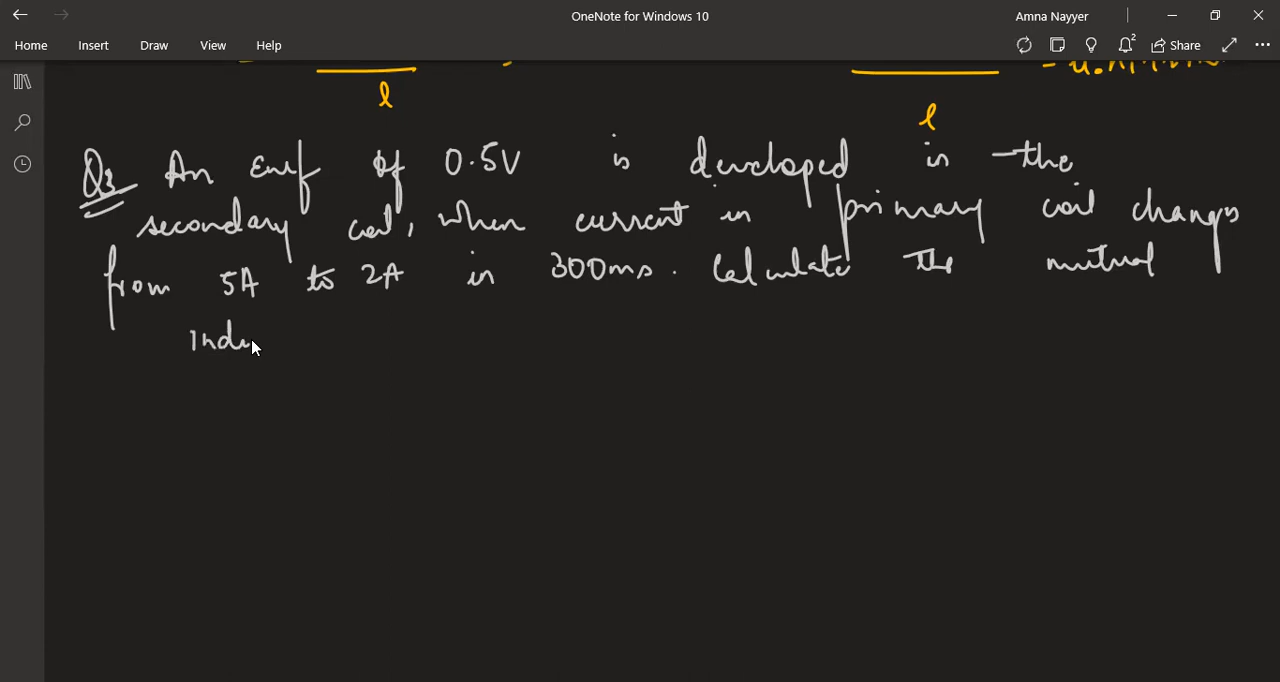 OneNote for Windows 10
Amna Nayyer
Home Insert Draw View Help
2 Share
l
l
Q3 An Emf of 0.5V is developed in the
secondary coil, when current in primary coil changes
from 5A to 2A in 300ms. Calculate the mutual
Indu